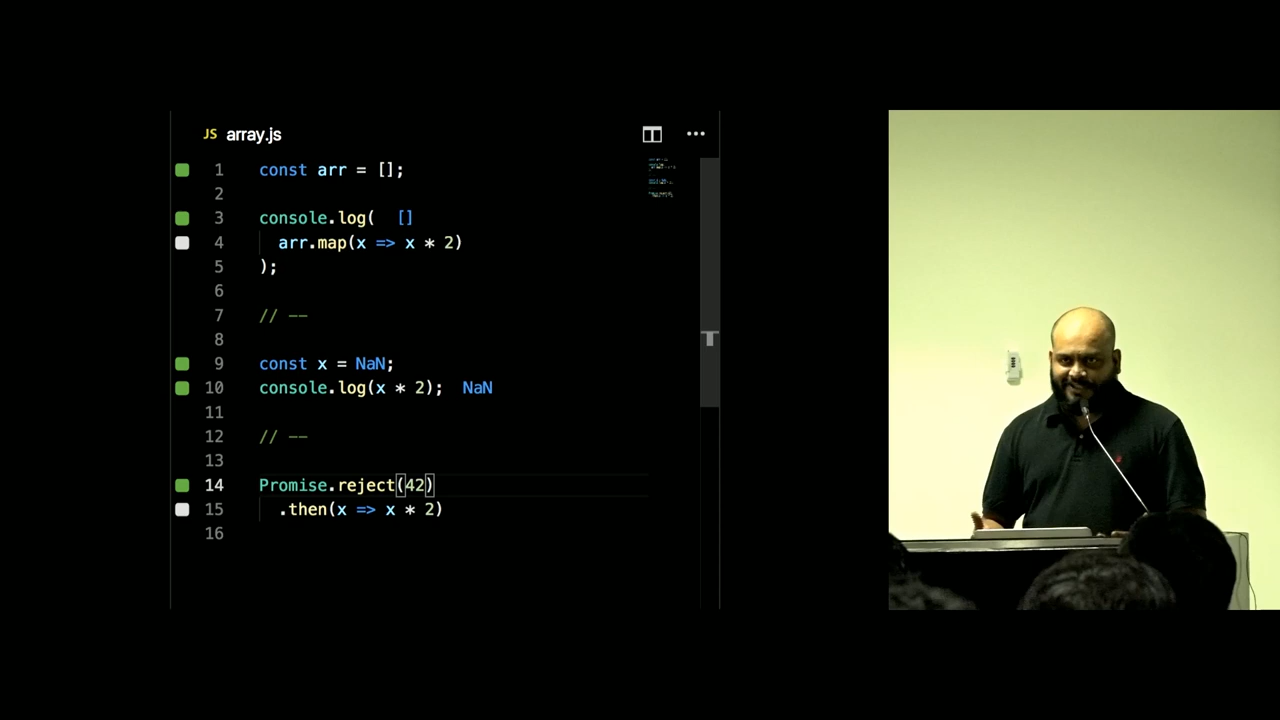 JS array.js
1 const arr = [];
2
3 console.log( []
4 arr.map(x => x * 2)
5 );
6
7 // --
8
9 const x = NaN;
10 console.log(x * 2); NaN
11
12 // --
13
14 Promise.reject(42)
15 .then(x => x * 2)
16